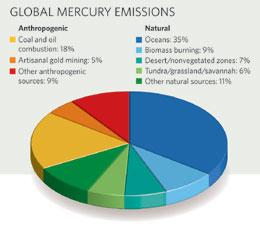 GLOBAL MERCURY EMISSIONS
Anthropogenic
Coal and oil
combustion: 18%
Artisanal gold mining: 5%
Other anthropogenic
sources: 9%
Natural
Oceans: 35%
Biomass burning: 9%
Desert/nonvegetated zones: 7%
Tundra/grassland/savannah: 6%
Other natural sources: 11%